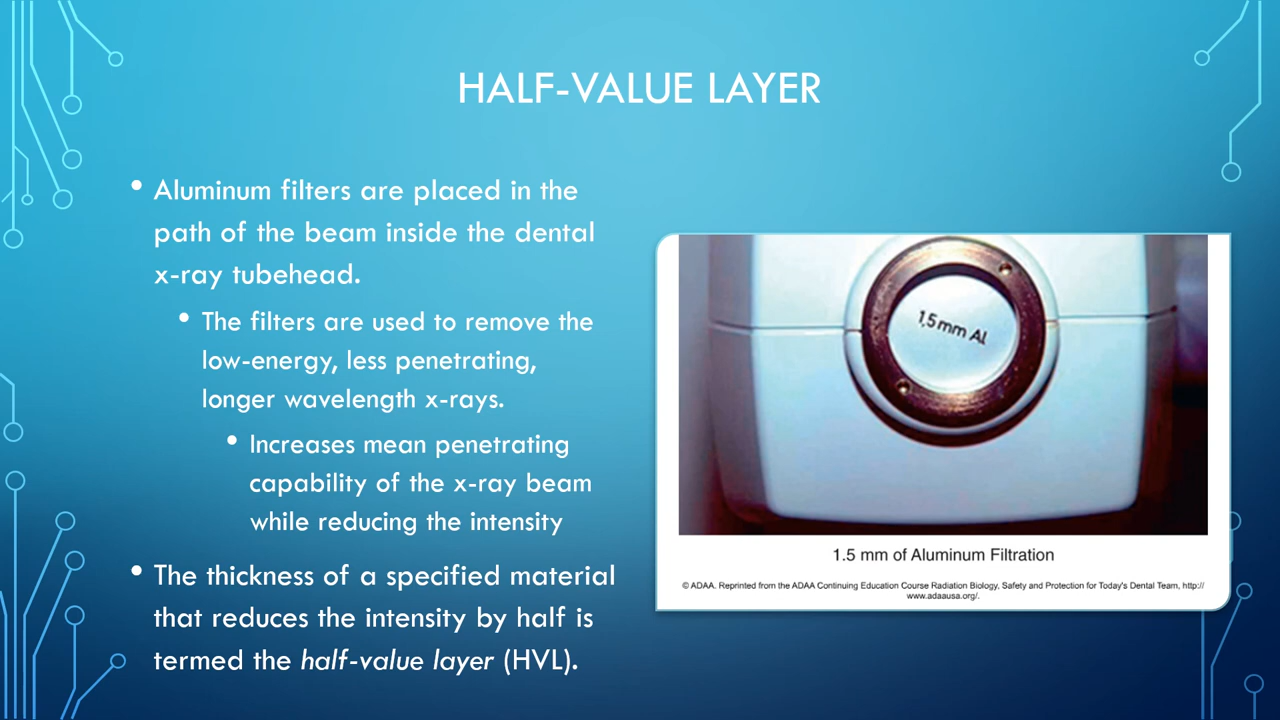 HALF-VALUE LAYER
• Aluminum filters are placed in the
path of the beam inside the dental
x-ray tubehead.
• The filters are used to remove the
low-energy, less penetrating,
longer wavelength x-rays.
• Increases mean penetrating
capability of the x-ray beam
while reducing the intensity
• The thickness of a specified material
that reduces the intensity by half is
termed the half-value layer (HVL).
1.5 mm Al
1.5 mm of Aluminum Filtration
© ADAA. Reprinted from the ADAA Continuing Education Course Radiation Biology, Safety and Protection for Today's Dental Team, http://
www.adaausa.org/.